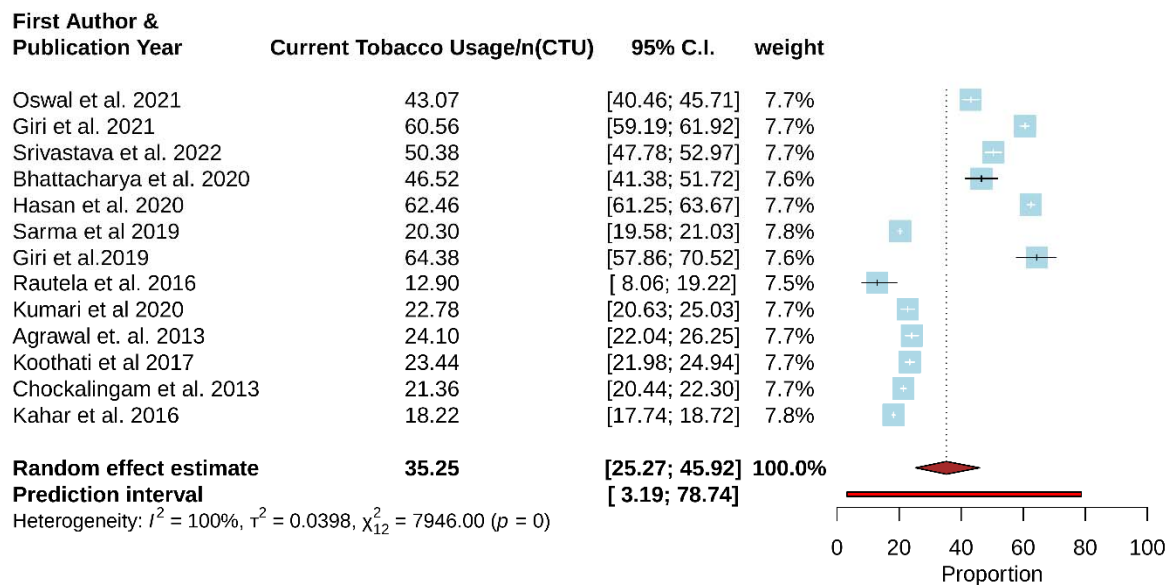 First Author &
Publication Year Current Tobacco Usage/n(CTU) 95% C.I. weight
Oswal et al. 2021 43.07 [40.46; 45.71] 7.7%
Giri et al. 2021 60.56 [59.19; 61.92] 7.7%
Srivastava et al. 2022 50.38 [47.78; 52.97] 7.7%
Bhattacharya et al. 2020 46.52 [41.38; 51.72] 7.6%
Hasan et al. 2020 62.46 [61.25; 63.67] 7.7%
Sarma et al 2019 20.30 [19.58; 21.03] 7.8%
Giri et al.2019 64.38 [57.86; 70.52] 7.6%
Rautela et al. 2016 12.90 [ 8.06; 19.22] 7.5%
Kumari et al 2020 22.78 [20.63; 25.03] 7.7%
Agrawal et. al. 2013 24.10 [22.04; 26.25] 7.7%
Koothati et al 2017 23.44 [21.98; 24.94] 7.7%
Chockalingam et al. 2013 21.36 [20.44; 22.30] 7.7%
Kahar et al. 2016 18.22 [17.74; 18.72] 7.8%
Random effect estimate 35.25 [25.27; 45.92] 100.0%
Prediction interval [ 3.19; 78.74]
Heterogeneity: I² = 100%, τ² = 0.0398, χ²₁₂ = 7946.00 (p = 0)
0 20 40 60 80 100
Proportion